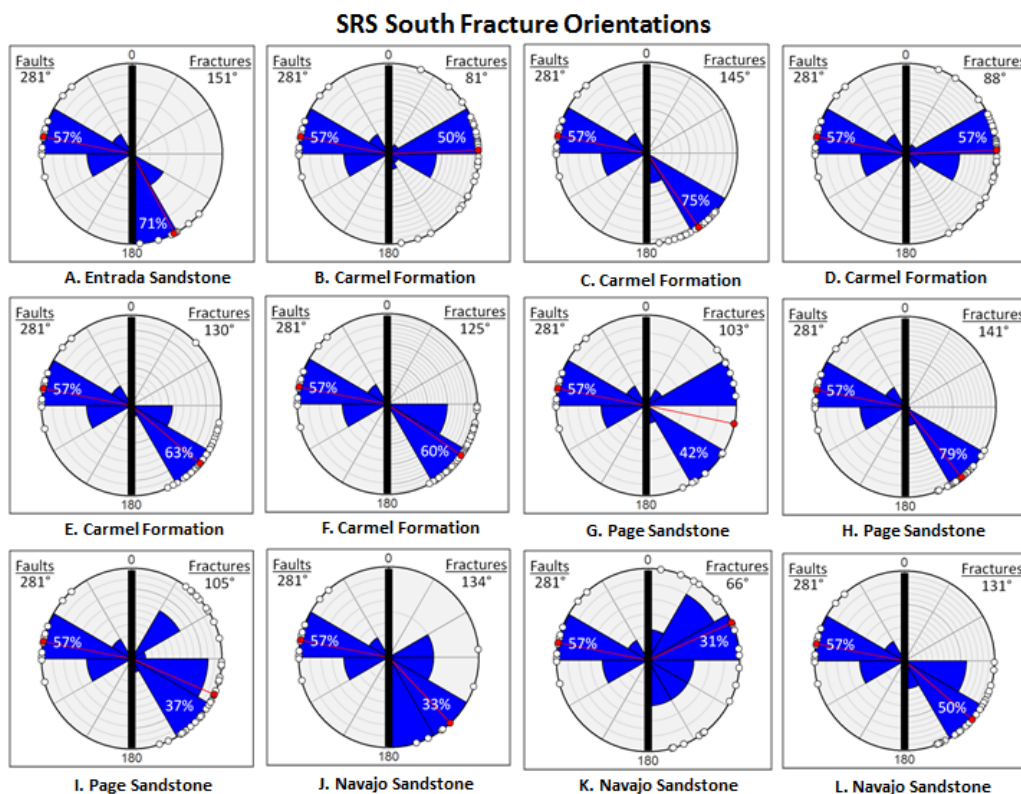 SRS South Fracture Orientations
Faults 0 Fractures
281° 151°
57%
71%
180
A. Entrada Sandstone
Faults 0 Fractures
281° 81°
57% 50%
180
B. Carmel Formation
Faults 0 Fractures
281° 145°
57%
75%
180
C. Carmel Formation
Faults 0 Fractures
281° 88°
57% 57%
180
D. Carmel Formation
Faults 0 Fractures
281° 130°
57%
63%
180
E. Carmel Formation
Faults 0 Fractures
281° 125°
57%
60%
180
F. Carmel Formation
Faults 0 Fractures
281° 103°
57%
42%
180
G. Page Sandstone
Faults 0 Fractures
281° 141°
57%
79%
180
H. Page Sandstone
Faults 0 Fractures
281° 105°
57%
37%
180
I. Page Sandstone
Faults 0 Fractures
281° 134°
57%
33%
180
J. Navajo Sandstone
Faults 0 Fractures
281° 66°
57% 31%
180
K. Navajo Sandstone
Faults 0 Fractures
281° 131°
57%
50%
180
L. Navajo Sandstone